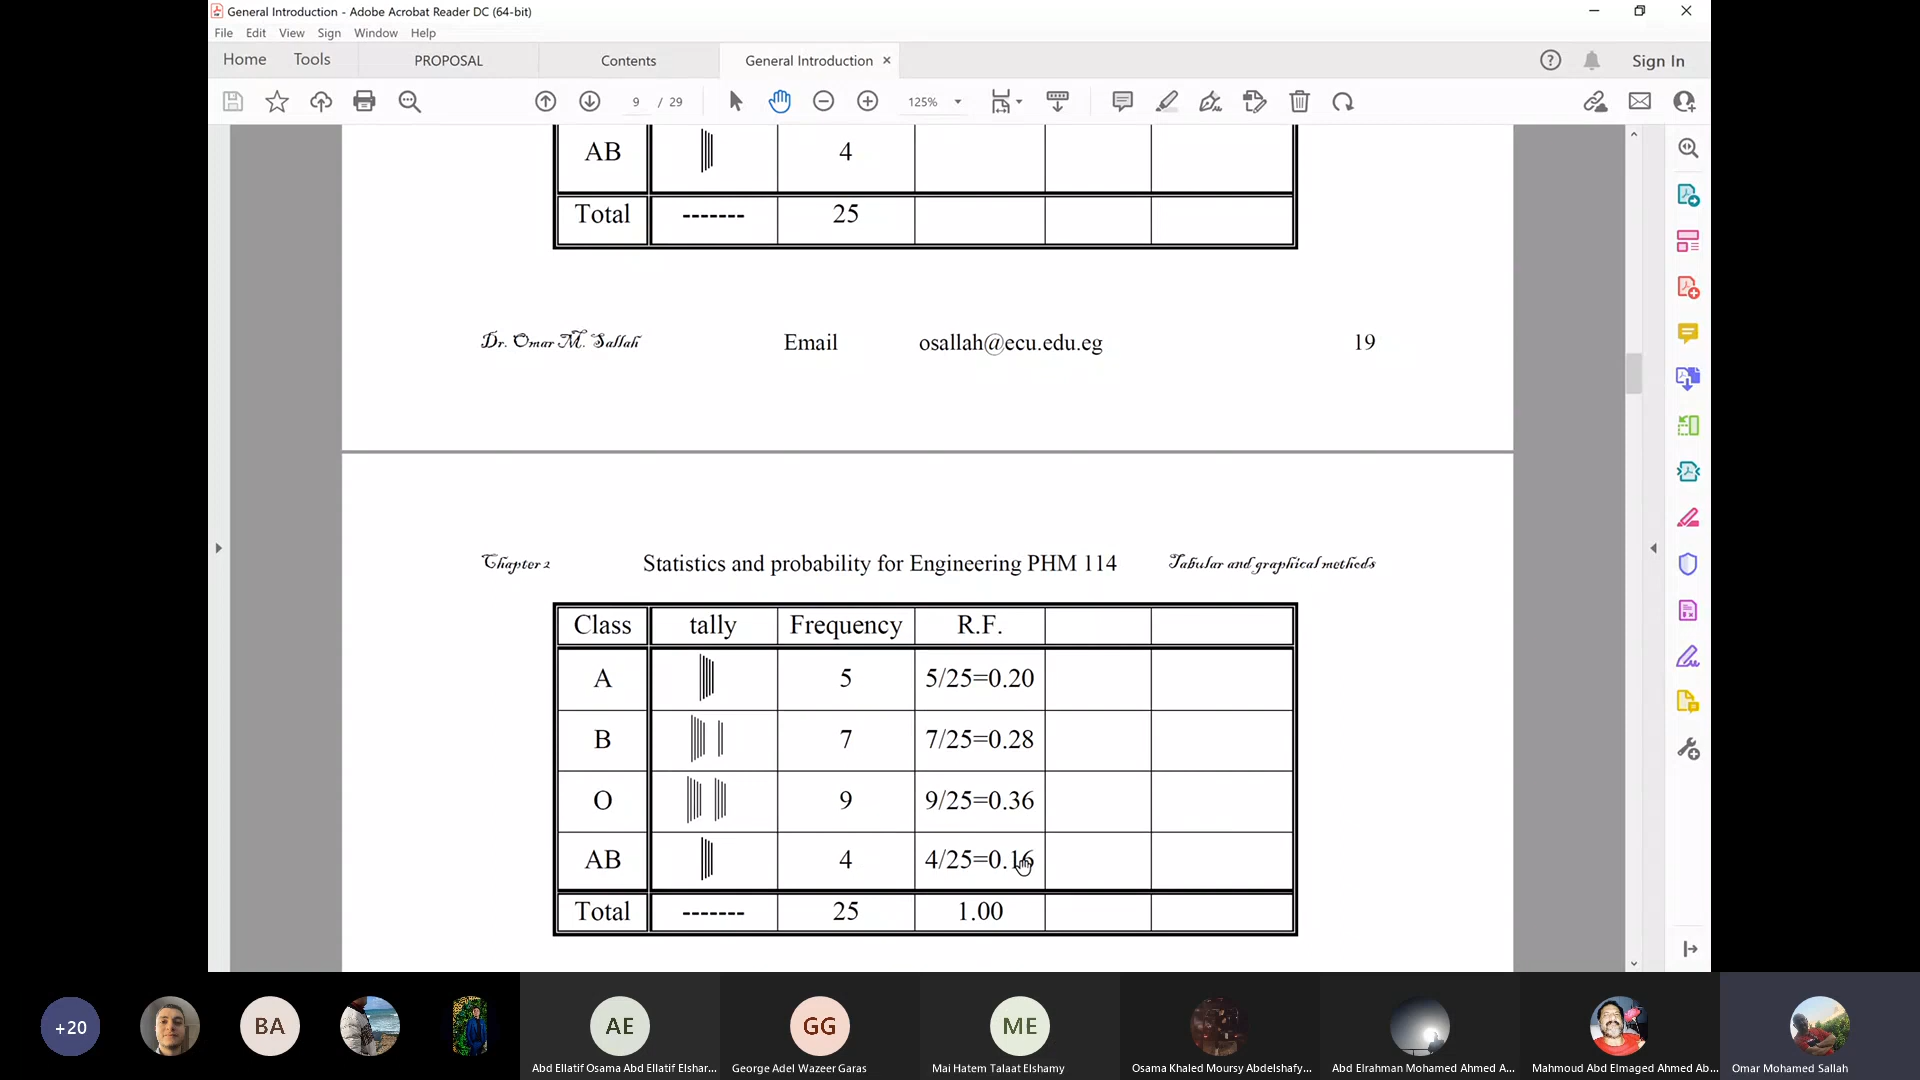 General Introduction - Adobe Acrobat Reader DC (64-bit)
File Edit View Sign Window Help
Home Tools PROPOSAL Contents General Introduction × Sign In
9 / 29 125%
AB 4
Total ------- 25
Dr. Omar M. Sallah Email osallah@ecu.edu.eg 19
Chapter 2 Statistics and probability for Engineering PHM 114 Tabular and graphical methods
Class tally Frequency R.F.
A 5 5/25=0.20
B 7 7/25=0.28
O 9 9/25=0.36
AB 4 4/25=0.16
Total ------- 25 1.00
+20 BA AE GG ME
Abd Ellatif Osama Abd Ellatif Elshar... George Adel Wazeer Garas Mai Hatem Talaat Elshamy Osama Khaled Moursy Abdelshafy... Abd Elrahman Mohamed Ahmed A... Mahmoud Abd Elmaged Ahmed Ab... Omar Mohamed Sallah